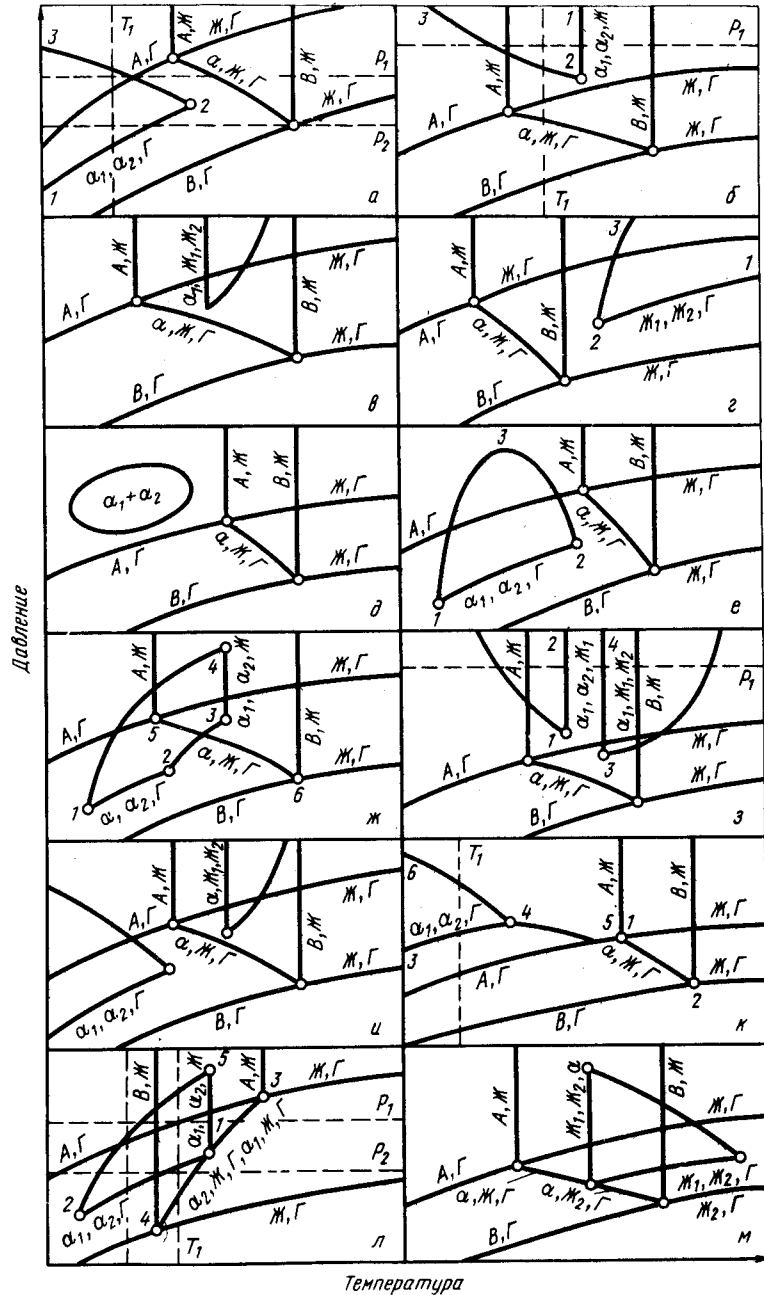 Давление
T₁
A, Ж
Ж, Г
3
A, Г
α, Ж, Г
B, Ж
P₁
2
Ж, Г
P₂
1
α₁, α₂, Г
B, Г
а
3
1
α₁, α₂, Ж
P₁
A, Ж
2
Ж, Г
A, Г
α, Ж, Г
B, Ж
Ж, Г
B, Г
T₁
б
A, Ж
α₁, Ж₁, Ж₂
Ж, Г
A, Г
α, Ж, Г
B, Ж
Ж, Г
B, Г
в
A, Ж
Ж, Г
3
1
A, Г
α, Ж, Г
B, Ж
2
Ж₁, Ж₂, Г
Ж, Г
B, Г
г
α₁+α₂
A, Ж
B, Ж
Ж, Г
α, Ж, Г
A, Г
Ж, Г
B, Г
д
3
A, Ж
B, Ж
Ж, Г
A, Г
α, Ж, Г
2
α₁, α₂, Г
1
B, Г
Ж, Г
е
A, Ж
4
α₁, α₂, Ж
Ж, Г
A, Г
5
3
B, Ж
2
α, Ж, Г
Ж, Г
1
α, α₂, Г
6
B, Г
ж
A, Ж
2
α₁, α₂, Ж₁
4
α₁, Ж₁, Ж₂
P₁
B, Ж
1
3
Ж, Г
A, Г
α, Ж, Г
Ж, Г
B, Г
з
A, Ж
α, Ж₁, Ж₂
Ж, Г
A, Г
α, Ж, Г
B, Ж
Ж, Г
α₁, α₂, Г
B, Г
и
T₁
6
A, Ж
B, Ж
α₁, α₂, Г
4
5
1
Ж, Г
3
α, Ж, Г
A, Г
Ж, Г
2
B, Г
к
B, Ж
α₁, α₂, Ж
5
A, Ж
3
Ж, Г
P₁
A, Г
1
P₂
2
α₂, Ж, Г, α₁, Ж, Г
α₁, α₂, Г
4
T₁
Ж, Г
л
A, Ж
Ж₁, Ж₂, α
B, Ж
Ж, Г
A, Г
α, Ж, Г
α, Ж₂, Г
Ж₁, Ж₂, Г
B, Г
Ж₂, Г
м
Температура